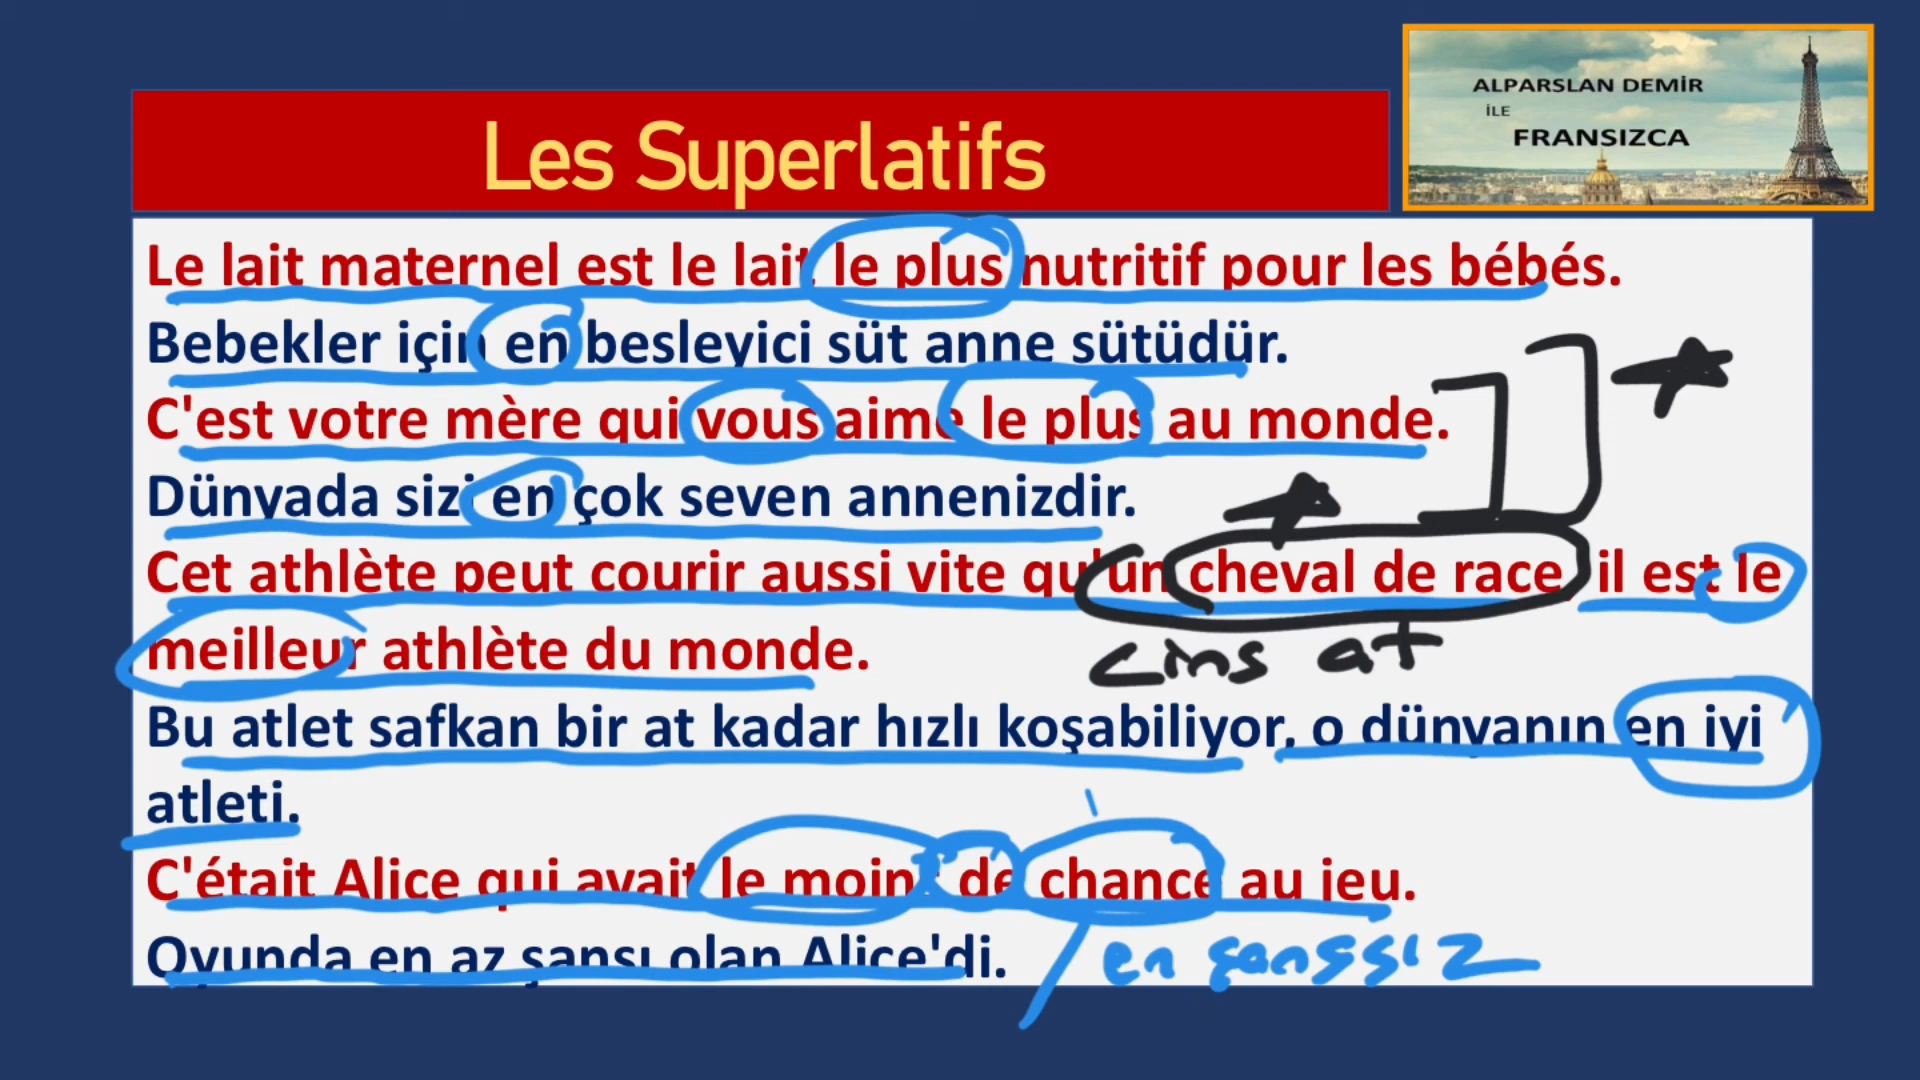 ALPARSLAN DEMİR
İLE
FRANSIZCA
Les Superlatifs
Le lait maternel est le lait le plus nutritif pour les bébés.
Bebekler için en besleyici süt anne sütüdür.
C'est votre mère qui vous aime le plus au monde.
Dünyada sizi en çok seven annenizdir.
Cet athlète peut courir aussi vite qu'un cheval de race, il est le
meilleur athlète du monde.
cins at
Bu atlet safkan bir at kadar hızlı koşabiliyor, o dünyanın en iyi
atleti.
C'était Alice qui avait le moins de chance au jeu.
Oyunda en az şansı olan Alice'di.
en şanssız